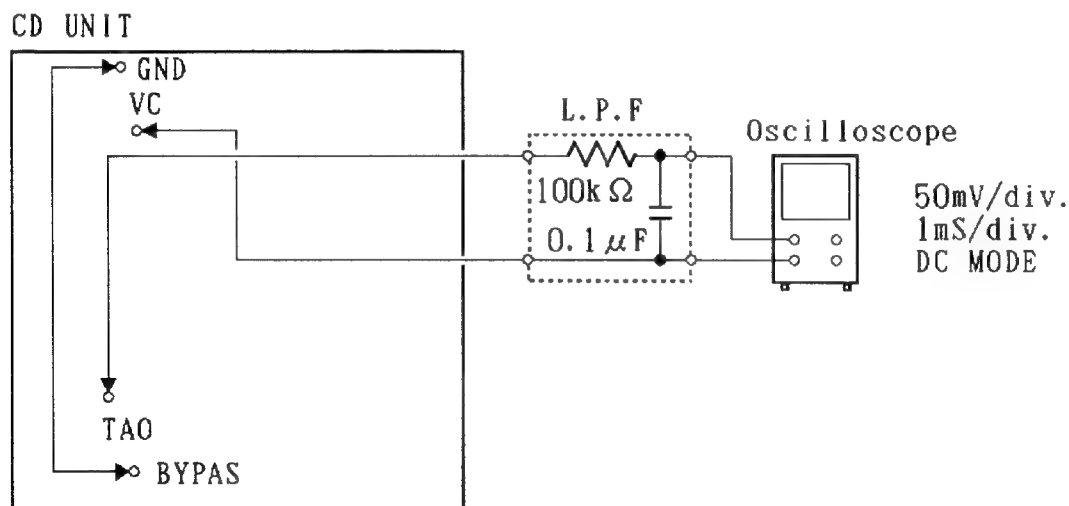 CD UNIT
GND
VC
L.P.F
Oscilloscope
100kΩ
0.1μF
50mV/div.
1mS/div.
DC MODE
TAO
BYPAS